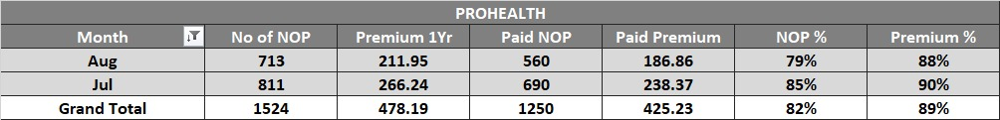 PROHEALTH
Month No of NOP Premium 1Yr Paid NOP Paid Premium NOP % Premium %
Aug 713 211.95 560 186.86 79% 88%
Jul 811 266.24 690 238.37 85% 90%
Grand Total 1524 478.19 1250 425.23 82% 89%